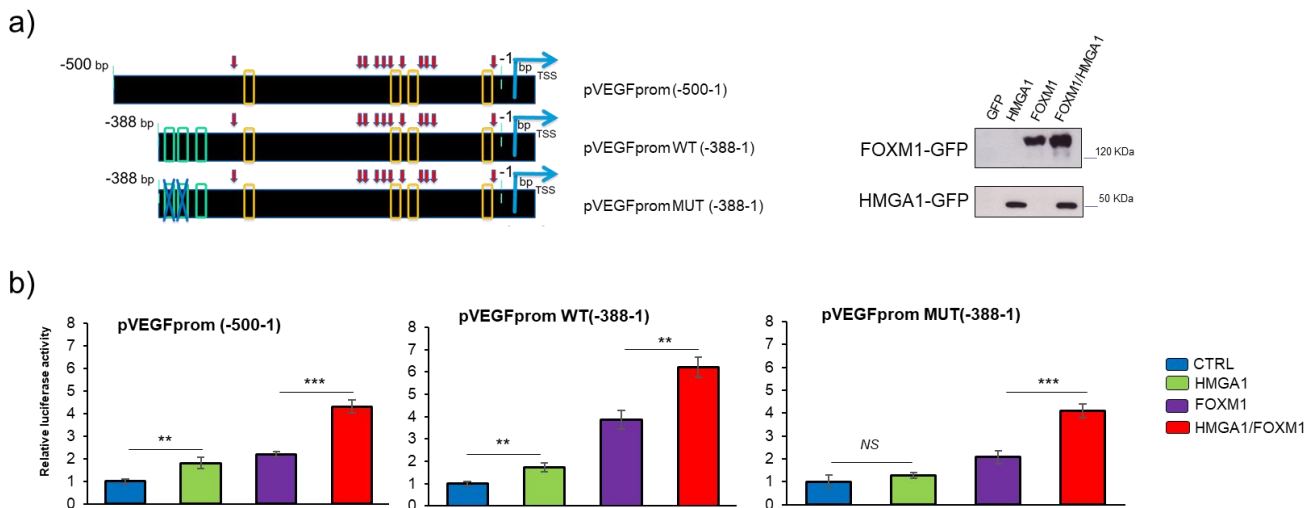 a)
-500 bp
-1 bp TSS
pVEGFprom (-500-1)
-388 bp
-1 bp TSS
pVEGFprom WT (-388-1)
-388 bp
-1 bp TSS
pVEGFprom MUT (-388-1)
GFP HMGA1 FOXM1 FOXM1/HMGA1
FOXM1-GFP
120 KDa
HMGA1-GFP
50 KDa
b)
Relative luciferase activity
pVEGFprom (-500-1)
8
7
6
5
4
3
2
1
0
**
***
pVEGFprom WT(-388-1)
8
7
6
5
4
3
2
1
0
**
**
pVEGFprom MUT(-388-1)
8
7
6
5
4
3
2
1
0
NS
***
CTRL
HMGA1
FOXM1
HMGA1/FOXM1